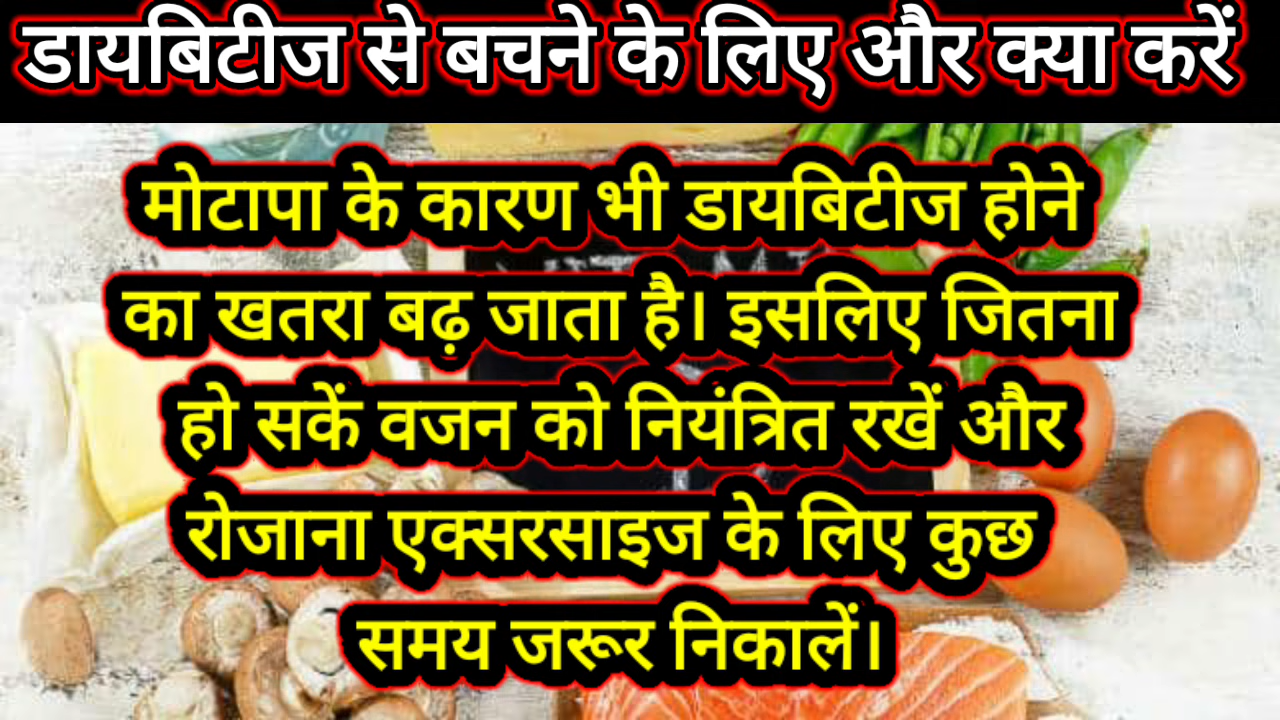 डायबिटीज से बचने के लिए और क्या करें
मोटापा के कारण भी डायबिटीज होने
का खतरा बढ़ जाता है। इसलिए जितना
हो सकें वजन को नियंत्रित रखें और
रोजाना एक्सरसाइज के लिए कुछ
समय जरूर निकालें।